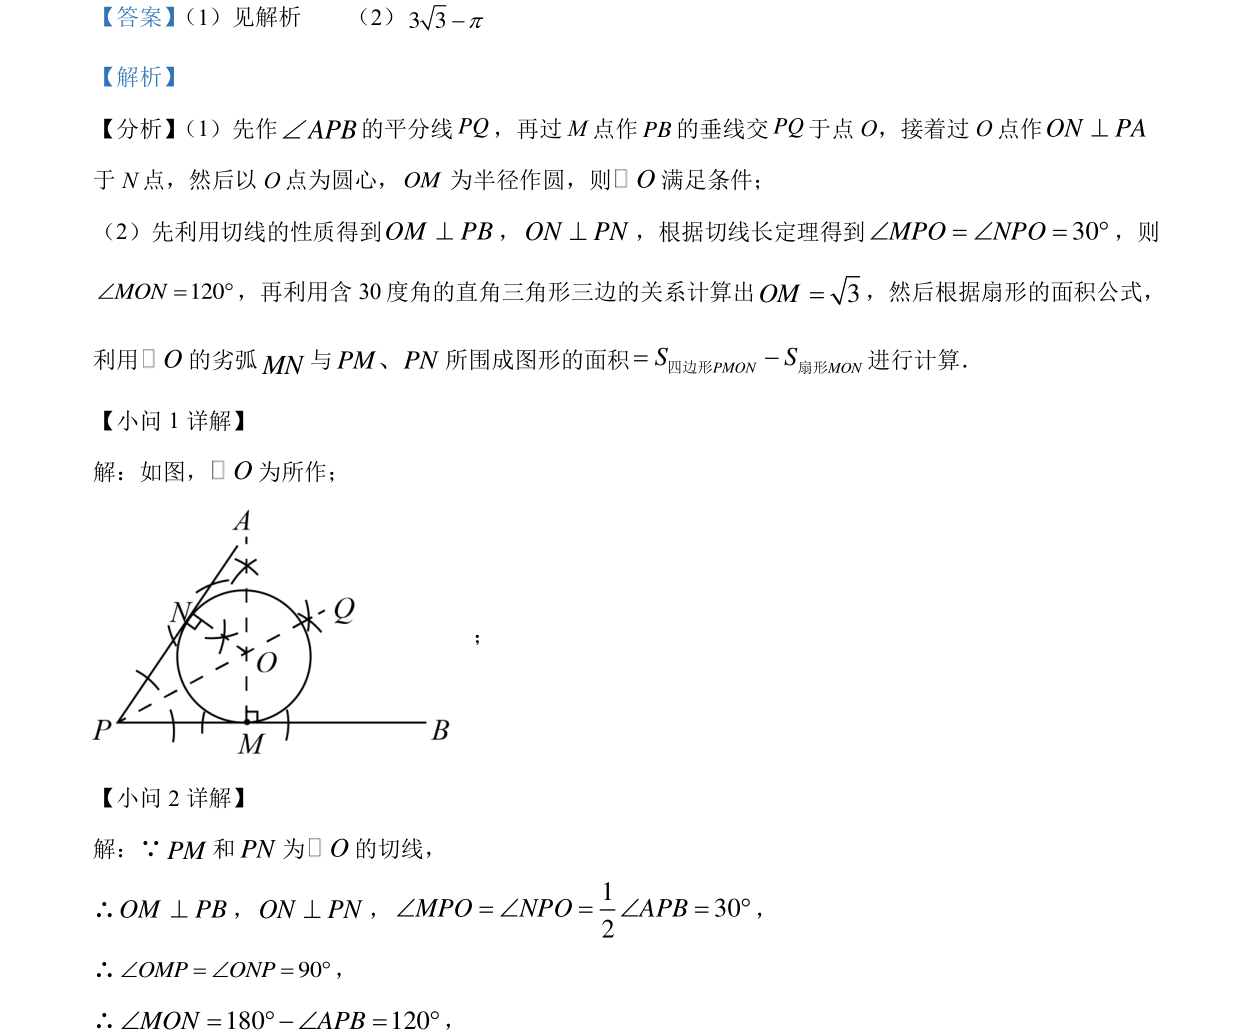 【答案】（1）见解析 （2）3√3−π
【解析】
【分析】（1）先作∠APB的平分线PQ，再过M点作PB的垂线交PQ于点O，接着过O点作ON⊥PA
于N点，然后以O点为圆心，OM为半径作圆，则□O满足条件；
（2）先利用切线的性质得到OM⊥PB，ON⊥PN，根据切线长定理得到∠MPO=∠NPO=30°，则
∠MON=120°，再利用含30度角的直角三角形三边的关系计算出OM=√3，然后根据扇形的面积公式，
利用□O的劣弧MN与PM、PN所围成图形的面积=S四边形PMON−S扇形MON进行计算．
【小问1详解】
解：如图，□O为所作；
A
N
Q
O
；
P
M
B
【小问2详解】
解：∵PM和PN为□O的切线，
∴OM⊥PB，ON⊥PN，∠MPO=∠NPO=1/2∠APB=30°，
∴∠OMP=∠ONP=90°，
∴∠MON=180°−∠APB=120°，